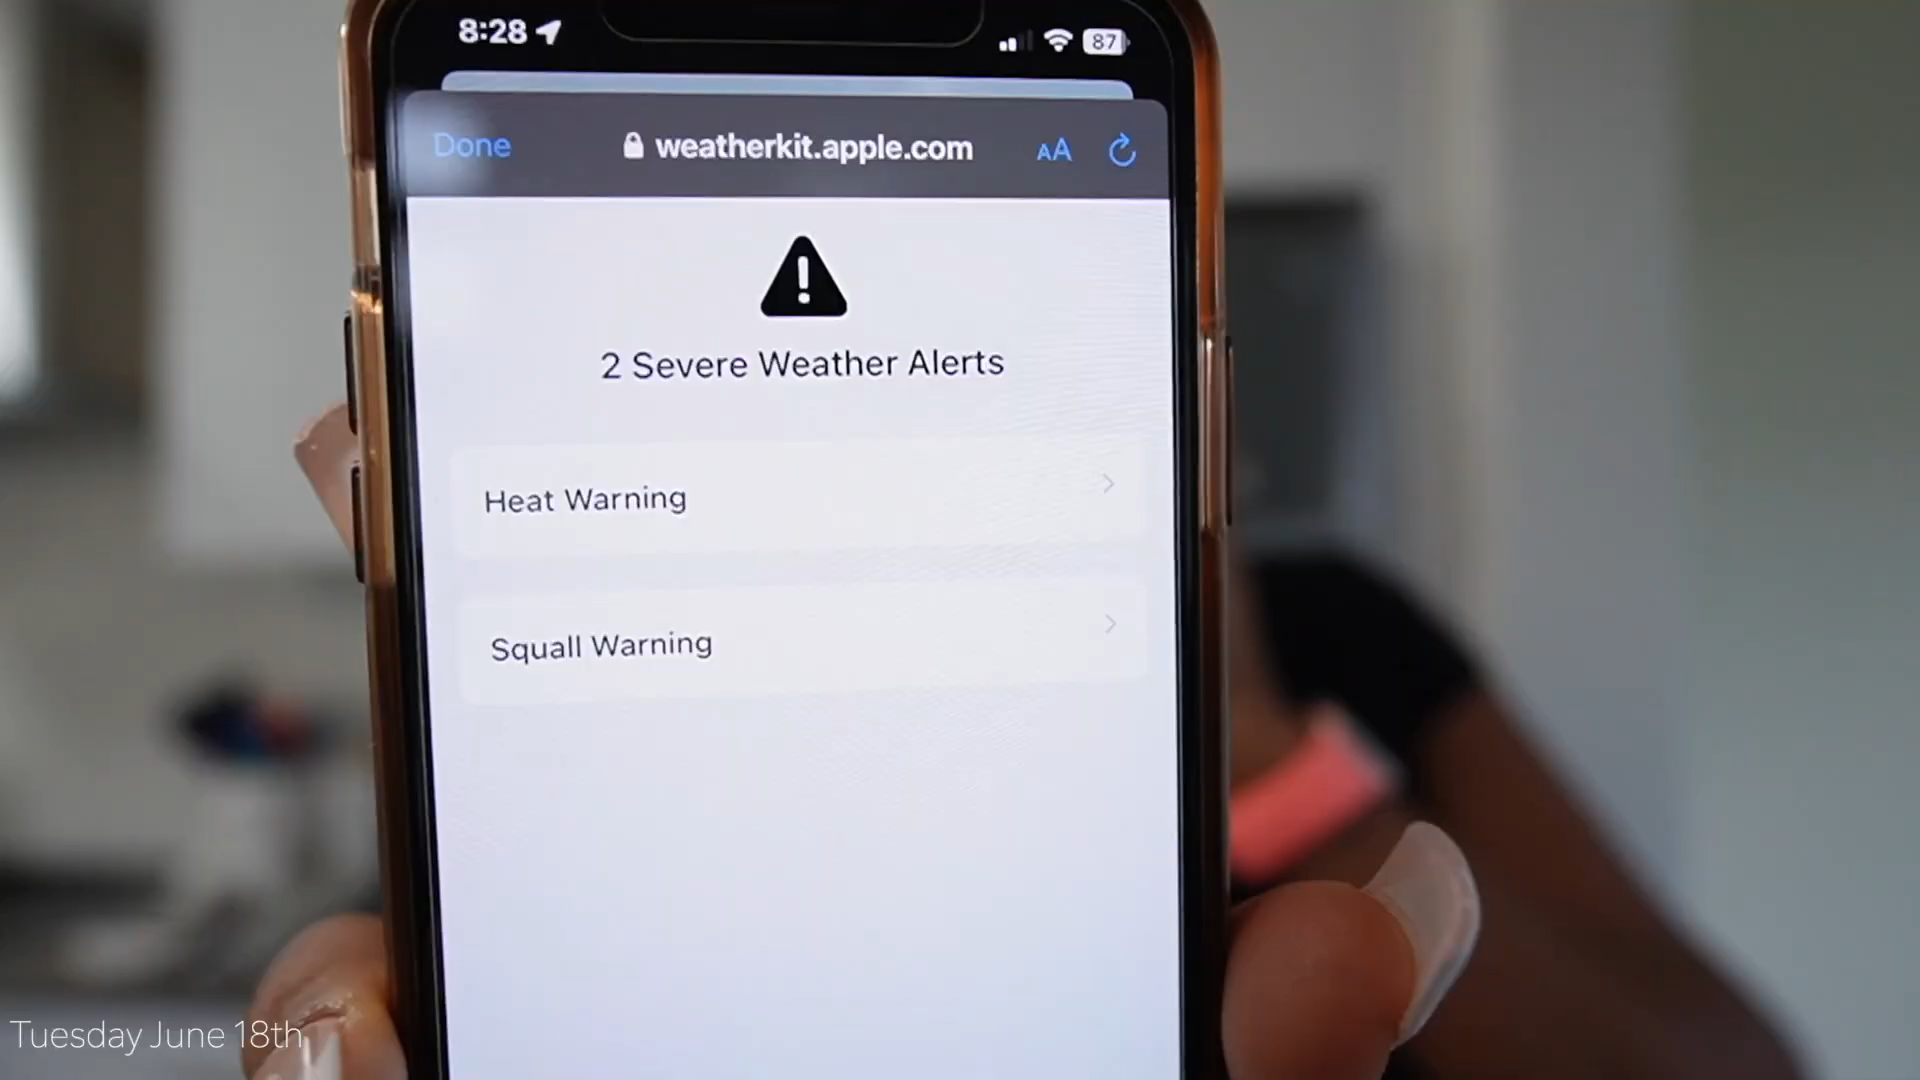 8:28
87
Done
weatherkit.apple.com
AA
2 Severe Weather Alerts
Heat Warning
Squall Warning
Tuesday June 18th